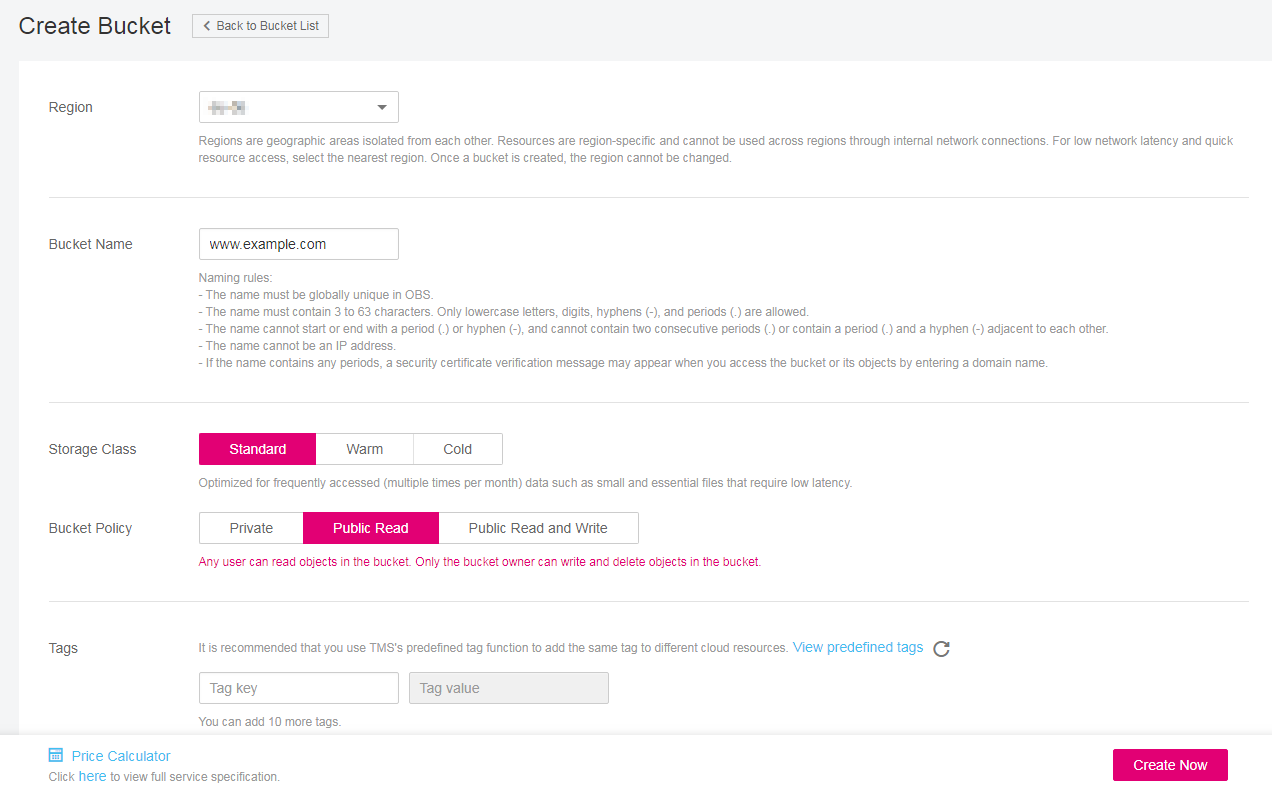 Create Bucket
Back to Bucket List
Region
Regions are geographic areas isolated from each other. Resources are region-specific and cannot be used across regions through internal network connections. For low network latency and quick
resource access, select the nearest region. Once a bucket is created, the region cannot be changed.
Bucket Name
www.example.com
Naming rules:
- The name must be globally unique in OBS.
- The name must contain 3 to 63 characters. Only lowercase letters, digits, hyphens (-), and periods (.) are allowed.
- The name cannot start or end with a period (.) or hyphen (-), and cannot contain two consecutive periods (.) or contain a period (.) and a hyphen (-) adjacent to each other.
- The name cannot be an IP address.
- If the name contains any periods, a security certificate verification message may appear when you access the bucket or its objects by entering a domain name.
Storage Class
Standard Warm Cold
Optimized for frequently accessed (multiple times per month) data such as small and essential files that require low latency.
Bucket Policy
Private Public Read Public Read and Write
Any user can read objects in the bucket. Only the bucket owner can write and delete objects in the bucket.
Tags
It is recommended that you use TMS's predefined tag function to add the same tag to different cloud resources. View predefined tags
Tag key Tag value
You can add 10 more tags.
Price Calculator
Click here to view full service specification.
Create Now